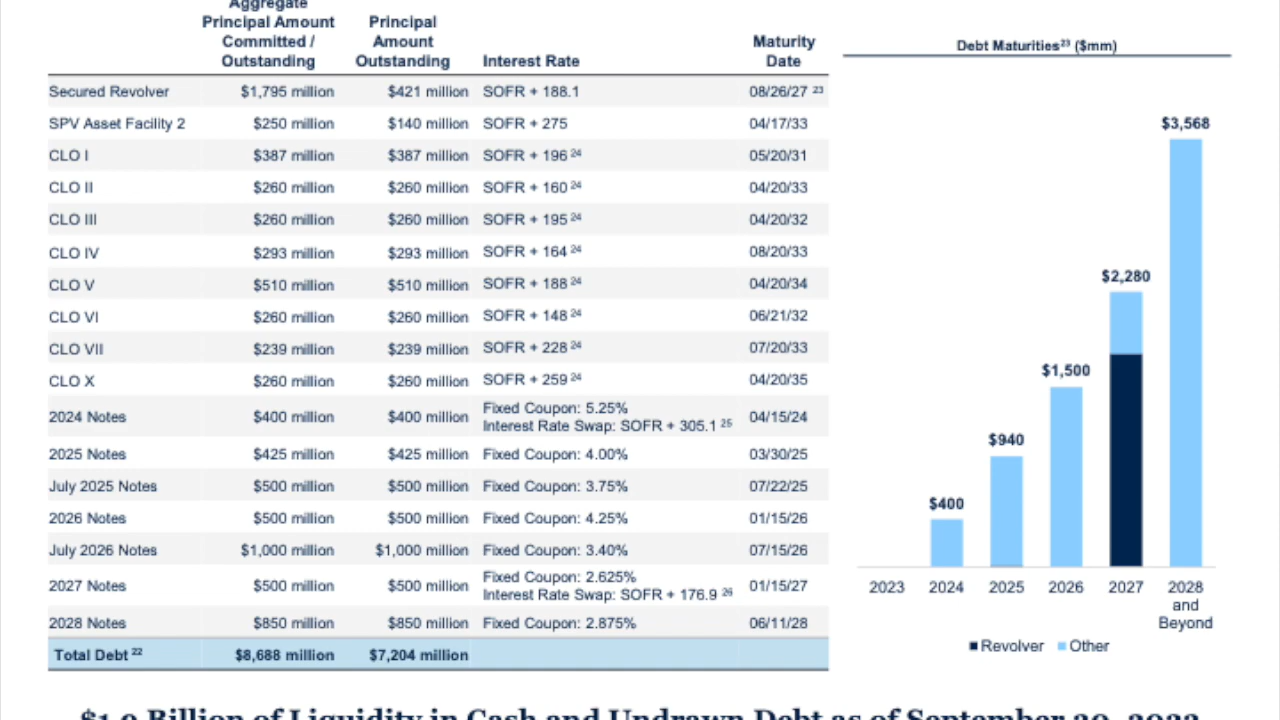 Aggregate
Principal Amount
Committed /
Outstanding
Principal
Amount
Outstanding
Interest Rate
Maturity
Date
Secured Revolver $1,795 million $421 million SOFR + 188.1 08/26/27 23
SPV Asset Facility 2 $250 million $140 million SOFR + 275 04/17/33
CLO I $387 million $387 million SOFR + 196 24 05/20/31
CLO II $260 million $260 million SOFR + 160 24 04/20/33
CLO III $260 million $260 million SOFR + 195 24 04/20/32
CLO IV $293 million $293 million SOFR + 164 24 08/20/33
CLO V $510 million $510 million SOFR + 188 24 04/20/34
CLO VI $260 million $260 million SOFR + 148 24 06/21/32
CLO VII $239 million $239 million SOFR + 228 24 07/20/33
CLO X $260 million $260 million SOFR + 259 24 04/20/35
2024 Notes $400 million $400 million Fixed Coupon: 5.25%
Interest Rate Swap: SOFR + 305.1 25 04/15/24
2025 Notes $425 million $425 million Fixed Coupon: 4.00% 03/30/25
July 2025 Notes $500 million $500 million Fixed Coupon: 3.75% 07/22/25
2026 Notes $500 million $500 million Fixed Coupon: 4.25% 01/15/26
July 2026 Notes $1,000 million $1,000 million Fixed Coupon: 3.40% 07/15/26
2027 Notes $500 million $500 million Fixed Coupon: 2.625%
Interest Rate Swap: SOFR + 176.9 26 01/15/27
2028 Notes $850 million $850 million Fixed Coupon: 2.875% 06/11/28
Total Debt 22 $8,688 million $7,204 million
Debt Maturities23 ($mm)
$3,568
$2,280
$1,500
$940
$400
2023 2024 2025 2026 2027 2028
and
Beyond
Revolver Other
Billion of Liquidity in Cash and Undrawn Debt as of September